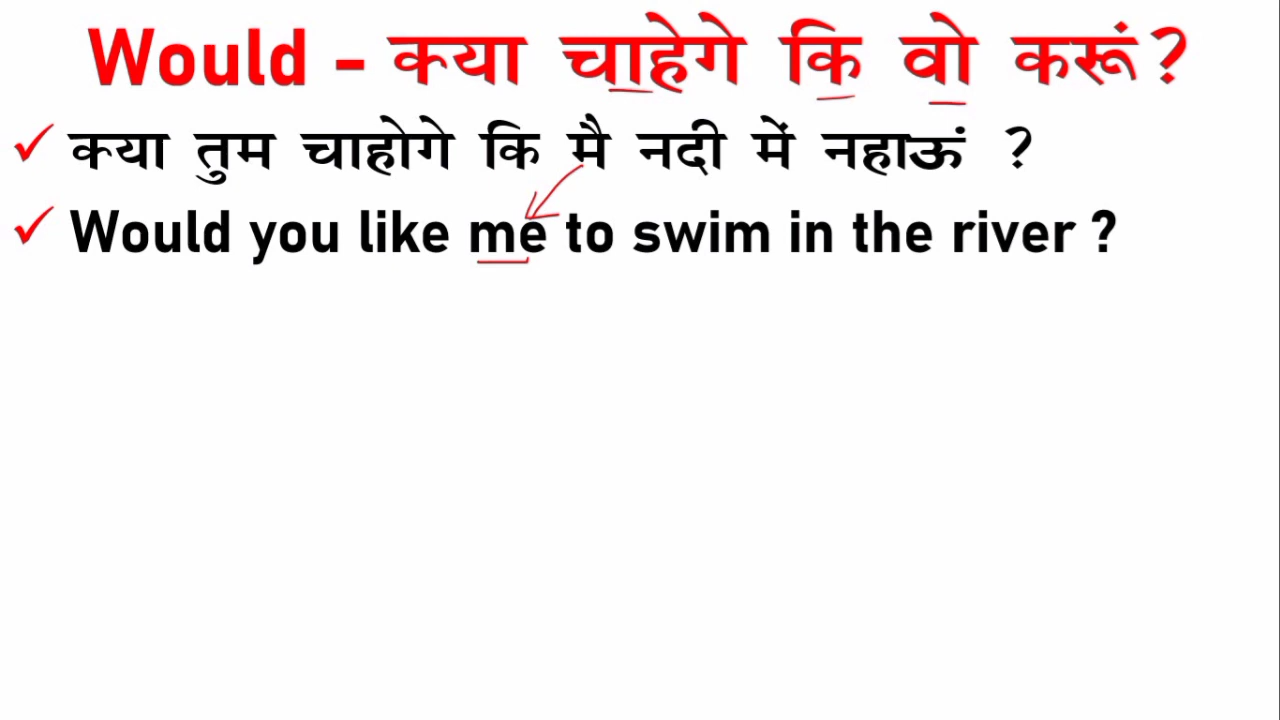 Would - क्या चाहेगे कि वो करूं?
क्या तुम चाहोगे कि मै नदी में नहाऊं ?
Would you like me to swim in the river ?